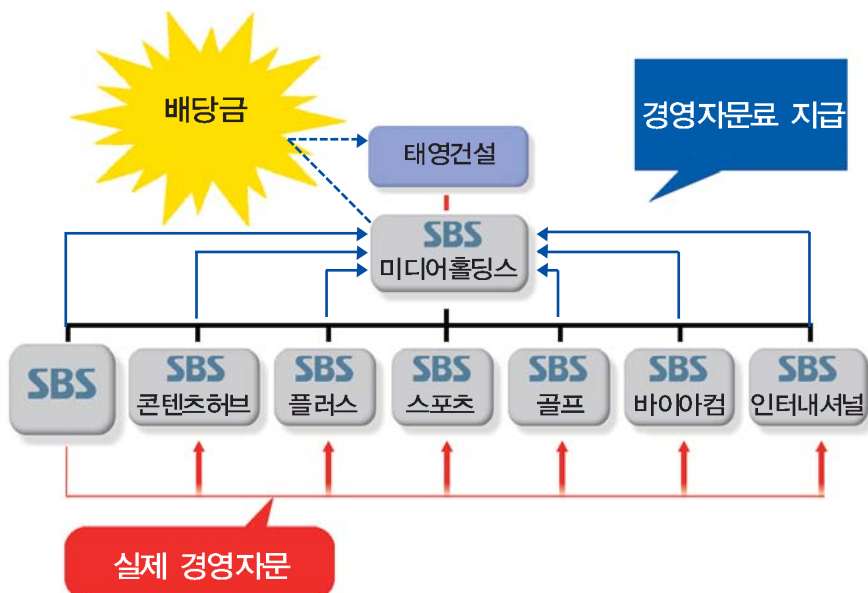 배당금
경영자문료 지급
태영건설
SBS
미디어홀딩스
SBS
SBS
콘텐츠허브
SBS
플러스
SBS
스포츠
SBS
골프
SBS
바이아컴
SBS
인터내셔널
실제 경영자문